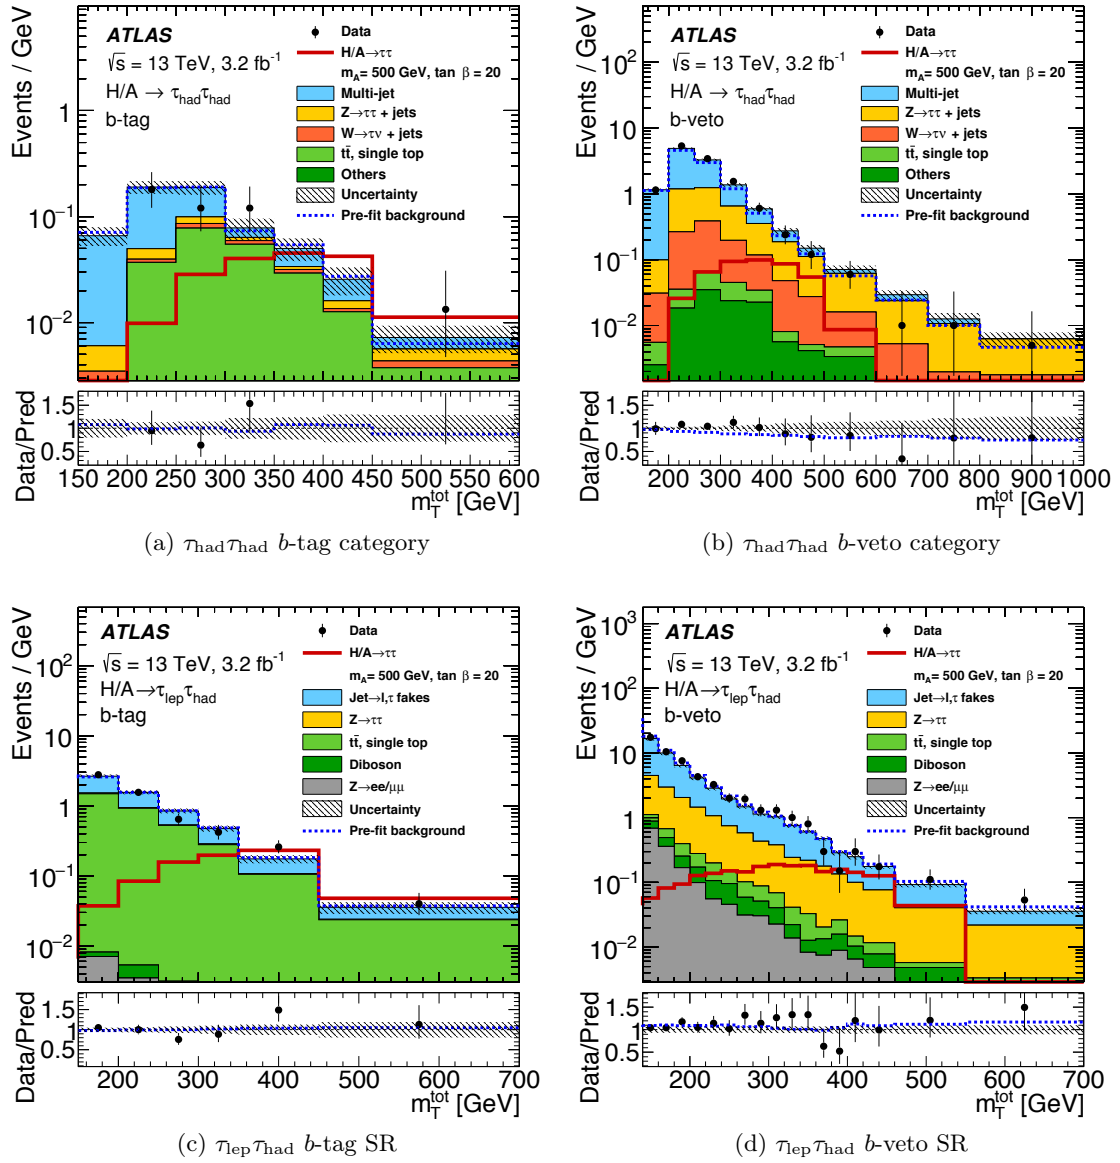 Events / GeV
ATLAS
√s = 13 TeV, 3.2 fb⁻¹
H/A → τhadτhad
b-tag
Data
H/A→ττ
mA = 500 GeV, tan β = 20
Multi-jet
Z→ττ + jets
W→τν + jets
tt̄, single top
Others
Uncertainty
Pre-fit background
1
10⁻¹
10⁻²
Data/Pred
1.5
1
0.5
150 200 250 300 350 400 450 500 550 600
mTtot [GeV]
(a) τhadτhad b-tag category
Events / GeV
ATLAS
√s = 13 TeV, 3.2 fb⁻¹
H/A → τhadτhad
b-veto
Data
H/A→ττ
mA = 500 GeV, tan β = 20
Multi-jet
Z→ττ + jets
W→τν + jets
tt̄, single top
Others
Uncertainty
Pre-fit background
10³
10²
10
1
10⁻¹
10⁻²
Data/Pred
1.5
1
0.5
200 300 400 500 600 700 800 900 1000
mTtot [GeV]
(b) τhadτhad b-veto category
Events / GeV
ATLAS
√s = 13 TeV, 3.2 fb⁻¹
H/A→τlepτhad
b-tag
Data
H/A→ττ
mA = 500 GeV, tan β = 20
Jet→l,τ fakes
Z→ττ
tt̄, single top
Diboson
Z→ee/μμ
Uncertainty
Pre-fit background
10²
10
1
10⁻¹
10⁻²
Data/Pred
1.5
1
0.5
200 300 400 500 600 700
mTtot [GeV]
(c) τlepτhad b-tag SR
Events / GeV
ATLAS
√s = 13 TeV, 3.2 fb⁻¹
H/A→τlepτhad
b-veto
Data
H/A→ττ
mA = 500 GeV, tan β = 20
Jet→l,τ fakes
Z→ττ
tt̄, single top
Diboson
Z→ee/μμ
Uncertainty
Pre-fit background
10³
10²
10
1
10⁻¹
10⁻²
Data/Pred
1.5
1
0.5
200 300 400 500 600 700
mTtot [GeV]
(d) τlepτhad b-veto SR